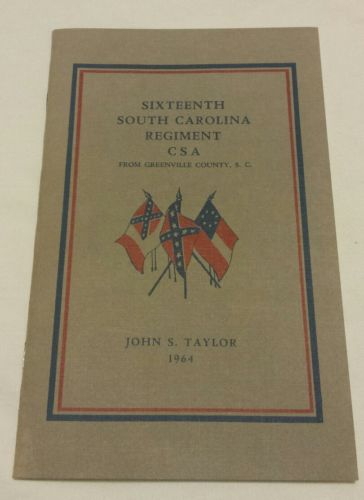 SIXTEENTH
SOUTH CAROLINA
REGIMENT
CSA
FROM GREENVILLE COUNTY, S. C.
JOHN S. TAYLOR
1964